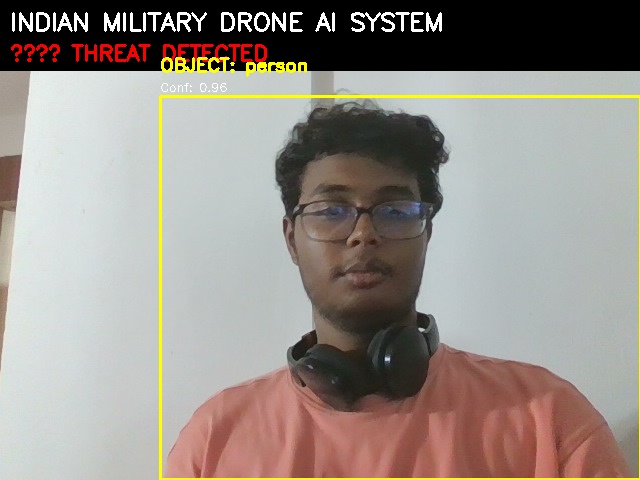 INDIAN MILITARY DRONE AI SYSTEM
???? THREAT DETECTED
OBJECT: person
Conf: 0.96